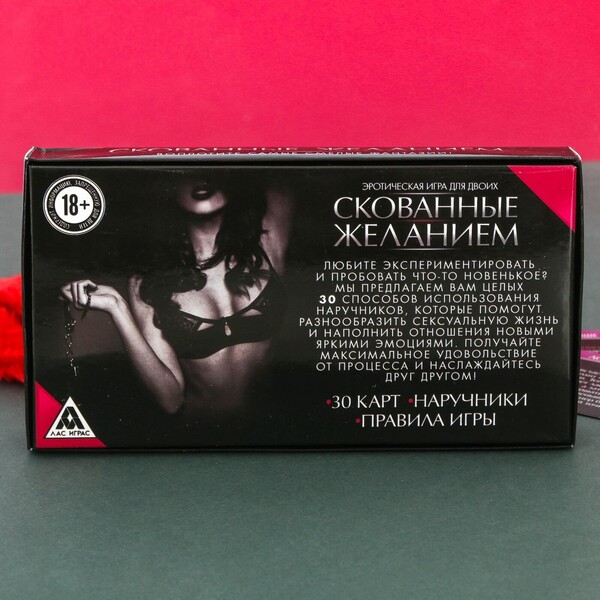 СКОВАННЫЕ ЖЕЛАНИЕМ
18+
ЭРОТИЧЕСКАЯ ИГРА ДЛЯ ДВОИХ
СКОВАННЫЕ
ЖЕЛАНИЕМ
ЛЮБИТЕ ЭКСПЕРИМЕНТИРОВАТЬ
И ПРОБОВАТЬ ЧТО-ТО НОВЕНЬКОЕ?
МЫ ПРЕДЛАГАЕМ ВАМ ЦЕЛЫХ
30 СПОСОБОВ ИСПОЛЬЗОВАНИЯ
НАРУЧНИКОВ, КОТОРЫЕ ПОМОГУТ
РАЗНООБРАЗИТЬ СЕКСУАЛЬНУЮ ЖИЗНЬ
И НАПОЛНИТЬ ОТНОШЕНИЯ НОВЫМИ
ЯРКИМИ ЭМОЦИЯМИ. ПОЛУЧАЙТЕ
МАКСИМАЛЬНОЕ УДОВОЛЬСТВИЕ
ОТ ПРОЦЕССА И НАСЛАЖДАЙТЕСЬ
ДРУГ ДРУГОМ!
•30 КАРТ •НАРУЧНИКИ
•ПРАВИЛА ИГРЫ
ЛАС ИГРАС